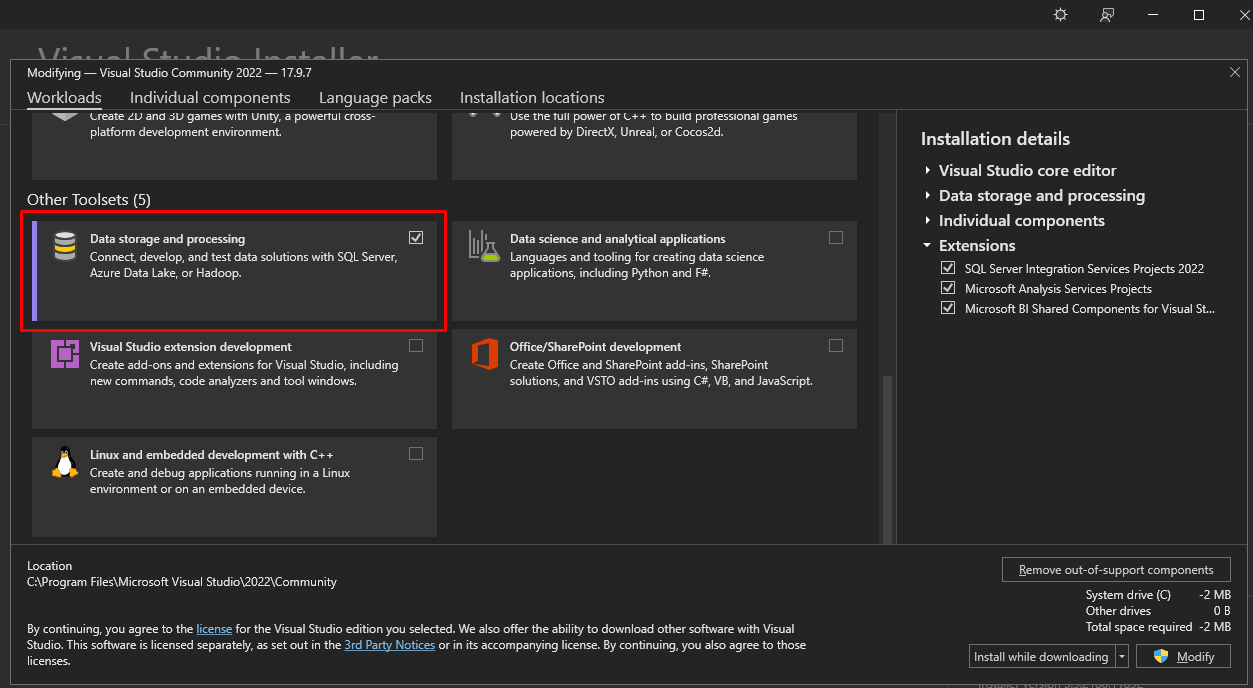 Visual Studio Installer
Modifying — Visual Studio Community 2022 — 17.9.7
Workloads Individual components Language packs Installation locations
Create 2D and 3D games with Unity, a powerful cross-
platform development environment.
Use the full power of C++ to build professional games
powered by DirectX, Unreal, or Cocos2d.
Other Toolsets (5)
Data storage and processing
Connect, develop, and test data solutions with SQL Server,
Azure Data Lake, or Hadoop.
Data science and analytical applications
Languages and tooling for creating data science
applications, including Python and F#.
Visual Studio extension development
Create add-ons and extensions for Visual Studio, including
new commands, code analyzers and tool windows.
Office/SharePoint development
Create Office and SharePoint add-ins, SharePoint
solutions, and VSTO add-ins using C#, VB, and JavaScript.
Linux and embedded development with C++
Create and debug applications running in a Linux
environment or on an embedded device.
Installation details
Visual Studio core editor
Data storage and processing
Individual components
Extensions
SQL Server Integration Services Projects 2022
Microsoft Analysis Services Projects
Microsoft BI Shared Components for Visual St...
Location
C:\Program Files\Microsoft Visual Studio\2022\Community
By continuing, you agree to the license for the Visual Studio edition you selected. We also offer the ability to download other software with Visual
Studio. This software is licensed separately, as set out in the 3rd Party Notices or in its accompanying license. By continuing, you also agree to those
licenses.
Remove out-of-support components
System drive (C) -2 MB
Other drives 0 B
Total space required -2 MB
Install while downloading
Modify